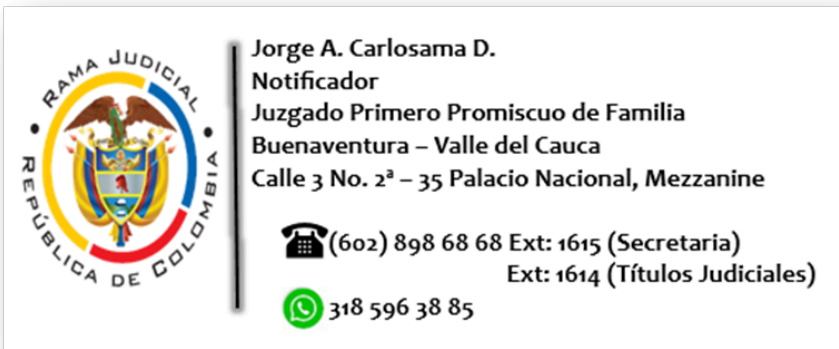 RAMA JUDICIAL
REPÚBLICA DE COLOMBIA
Jorge A. Carlosama D.
Notificador
Juzgado Primero Promiscuo de Familia
Buenaventura – Valle del Cauca
Calle 3 No. 2ª – 35 Palacio Nacional, Mezzanine
(602) 898 68 68 Ext: 1615 (Secretaria)
Ext: 1614 (Títulos Judiciales)
318 596 38 85